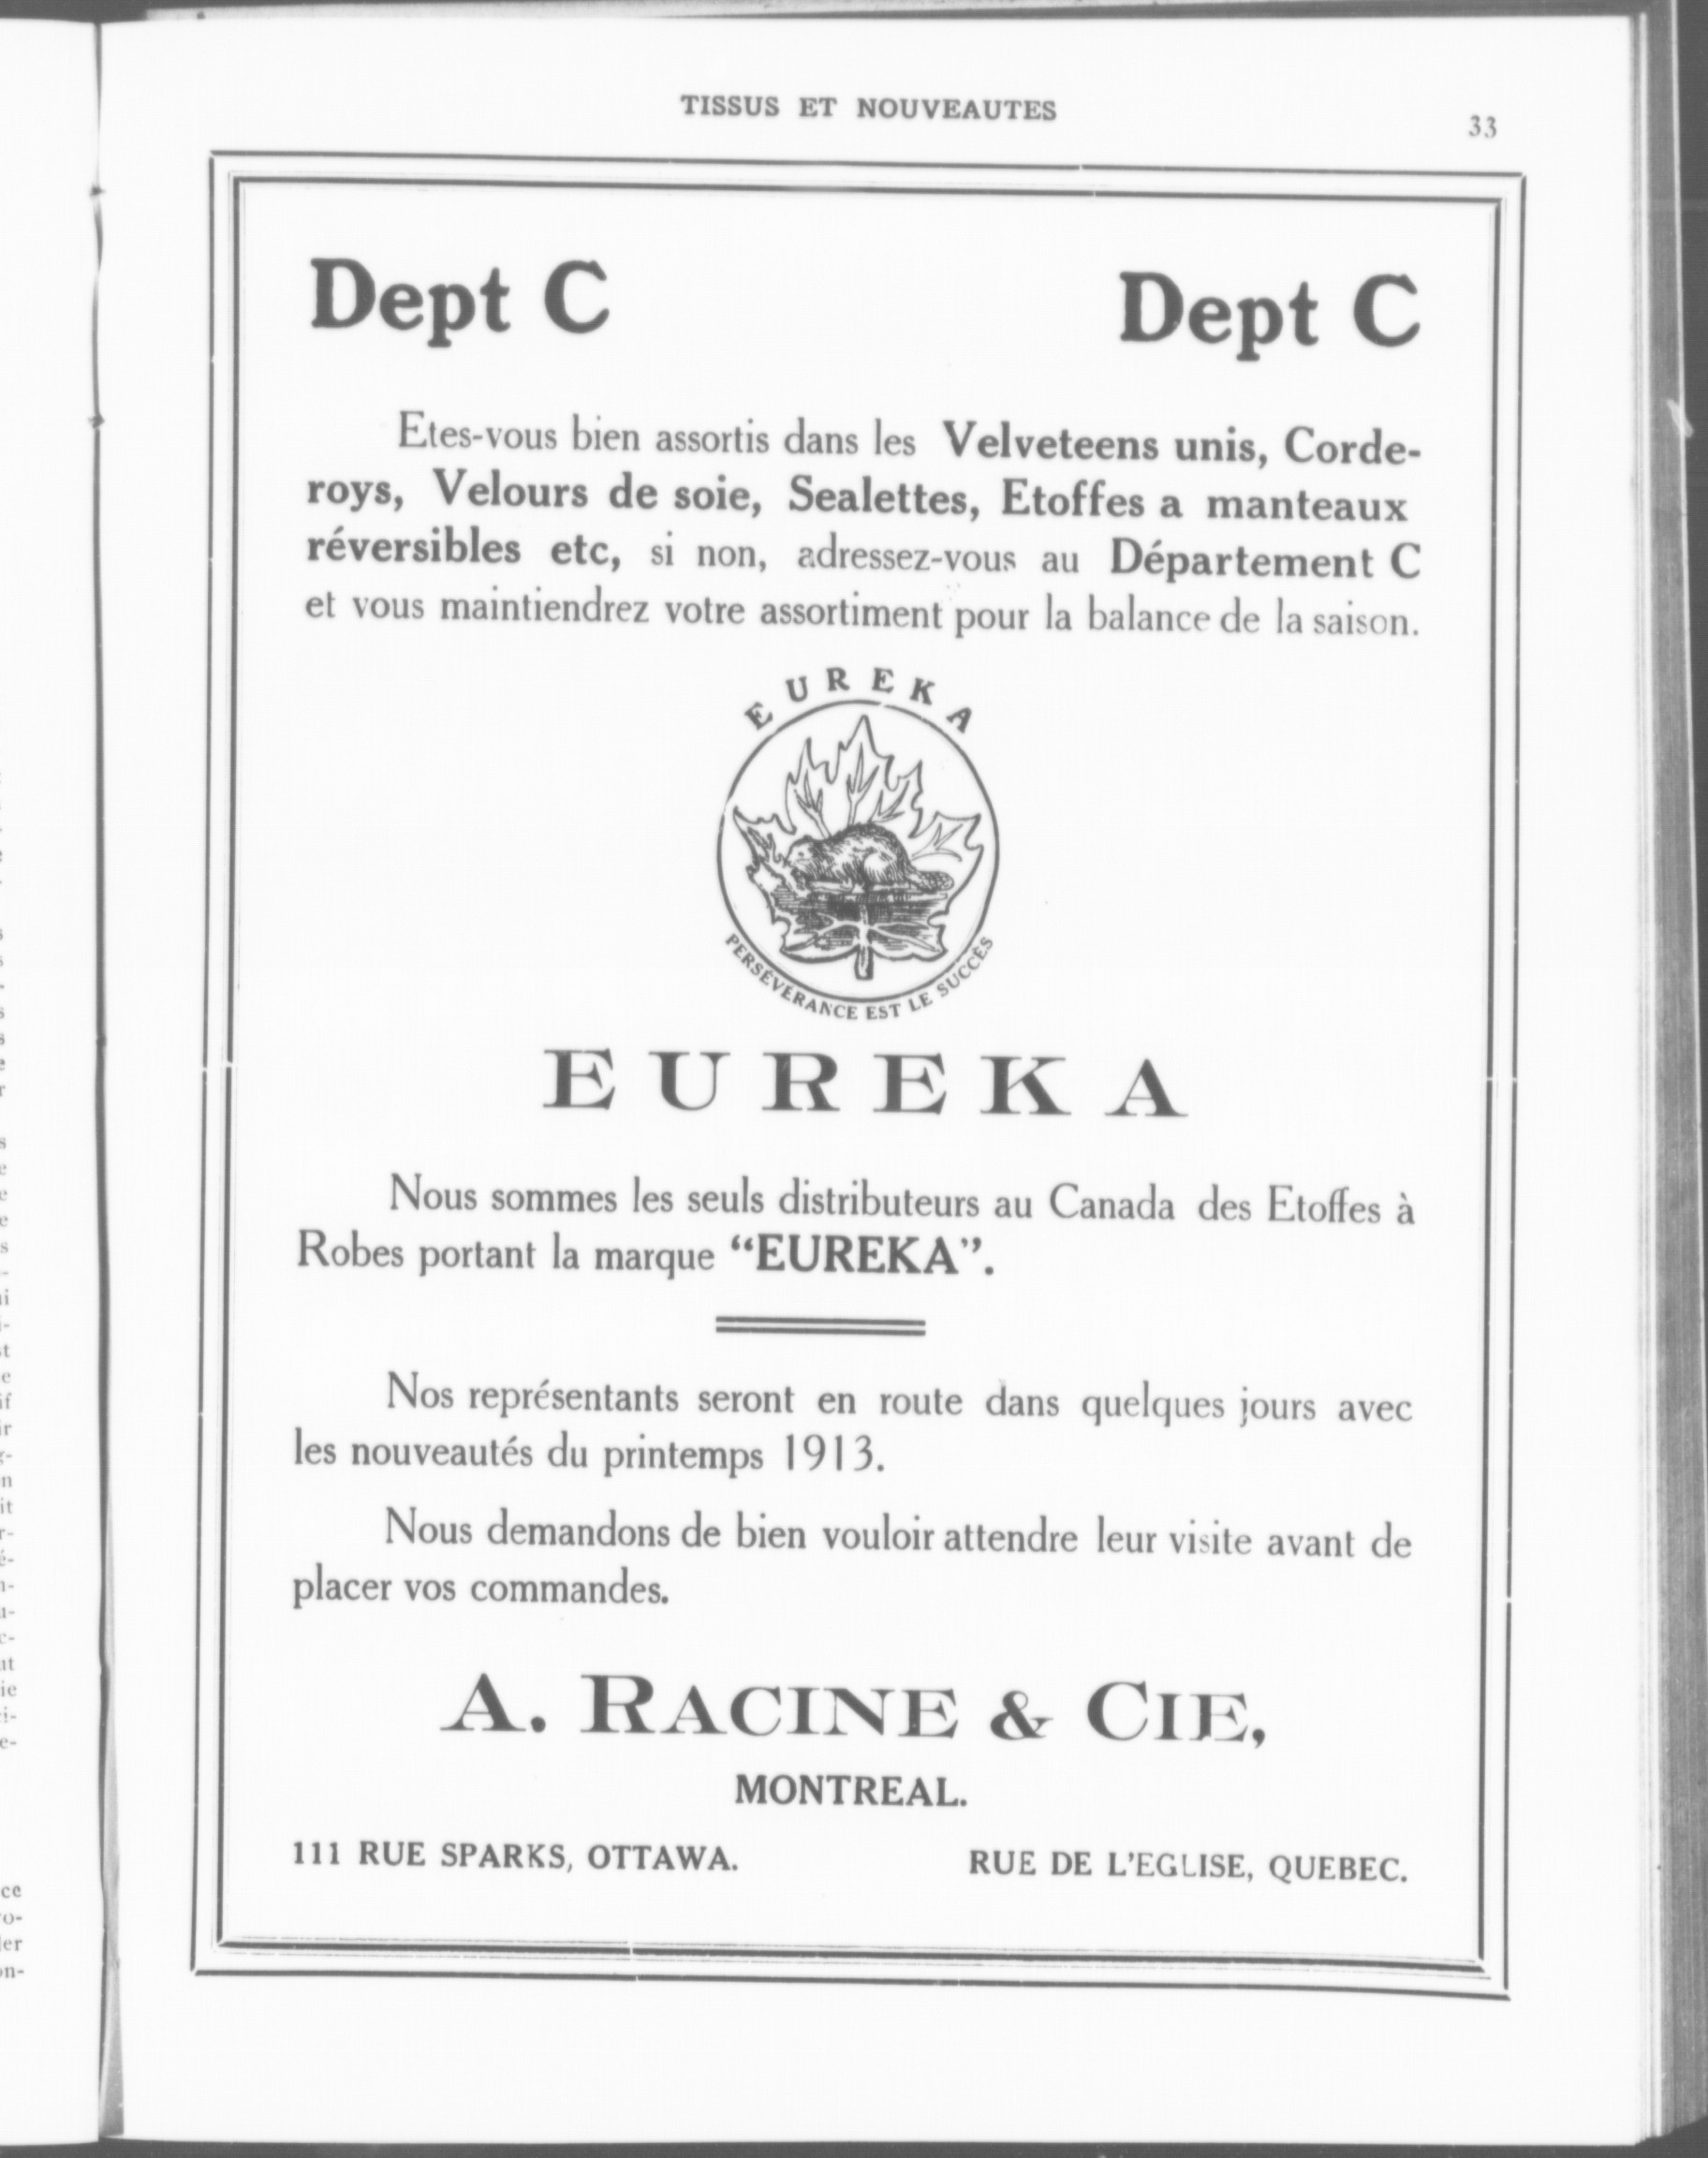 TISSUS ET NOUVEAUTES
33
Dept C Dept C
Etes-vous bien assortis dans les Velveteens unis, Corde-
roys, Velours de soie, Sealettes, Etoffes a manteaux
réversibles etc, si non, adressez-vous au Département C
et vous maintiendrez votre assortiment pour la balance de la saison.
EUREKA
PERSÉVÉRANCE EST LE SUCCÈS
EUREKA
Nous sommes les seuls distributeurs au Canada des Etoffes à
Robes portant la marque “EUREKA”.
Nos représentants seront en route dans quelques jours avec
les nouveautés du printemps 1913.
Nous demandons de bien vouloir attendre leur visite avant de
placer vos commandes.
A. RACINE & CIE,
MONTREAL.
111 RUE SPARKS, OTTAWA. RUE DE L'EGLISE, QUEBEC.